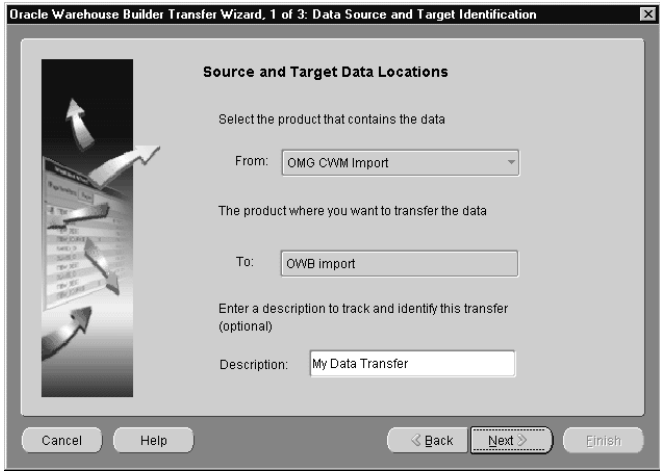 Oracle Warehouse Builder Transfer Wizard, 1 of 3: Data Source and Target Identification
Source and Target Data Locations
Select the product that contains the data
From: OMG CWM Import
The product where you want to transfer the data
To: OWB import
Enter a description to track and identify this transfer
(optional)
Description: My Data Transfer
Cancel Help Back Next Finish